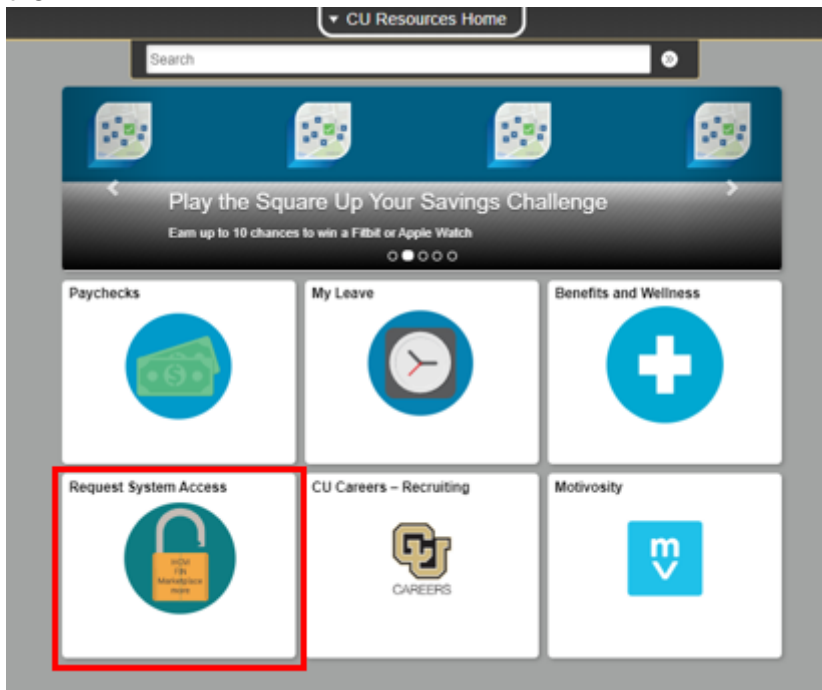 CU Resources Home
Search
Play the Square Up Your Savings Challenge
Earn up to 10 chances to win a Fitbit or Apple Watch
Paychecks
My Leave
Benefits and Wellness
Request System Access
CU Careers – Recruiting
Motivosity
HCM
FIN
Marketplace
more
CU
CAREERS
m
v